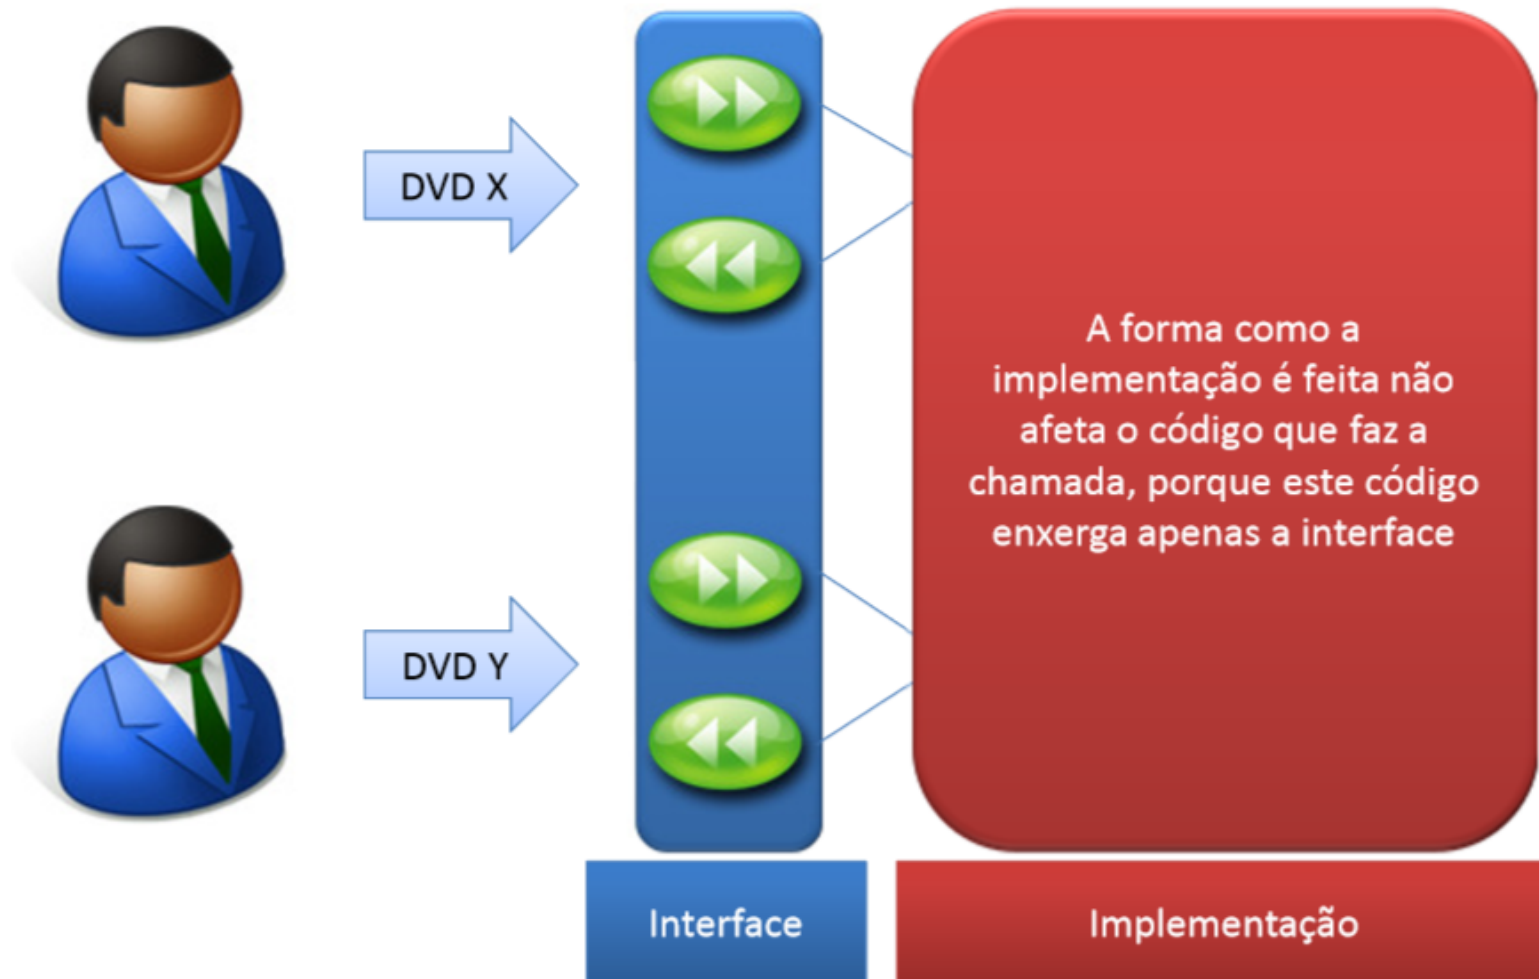 DVD X
DVD Y
A forma como a
implementação é feita não
afeta o código que faz a
chamada, porque este código
enxerga apenas a interface
Interface
Implementação